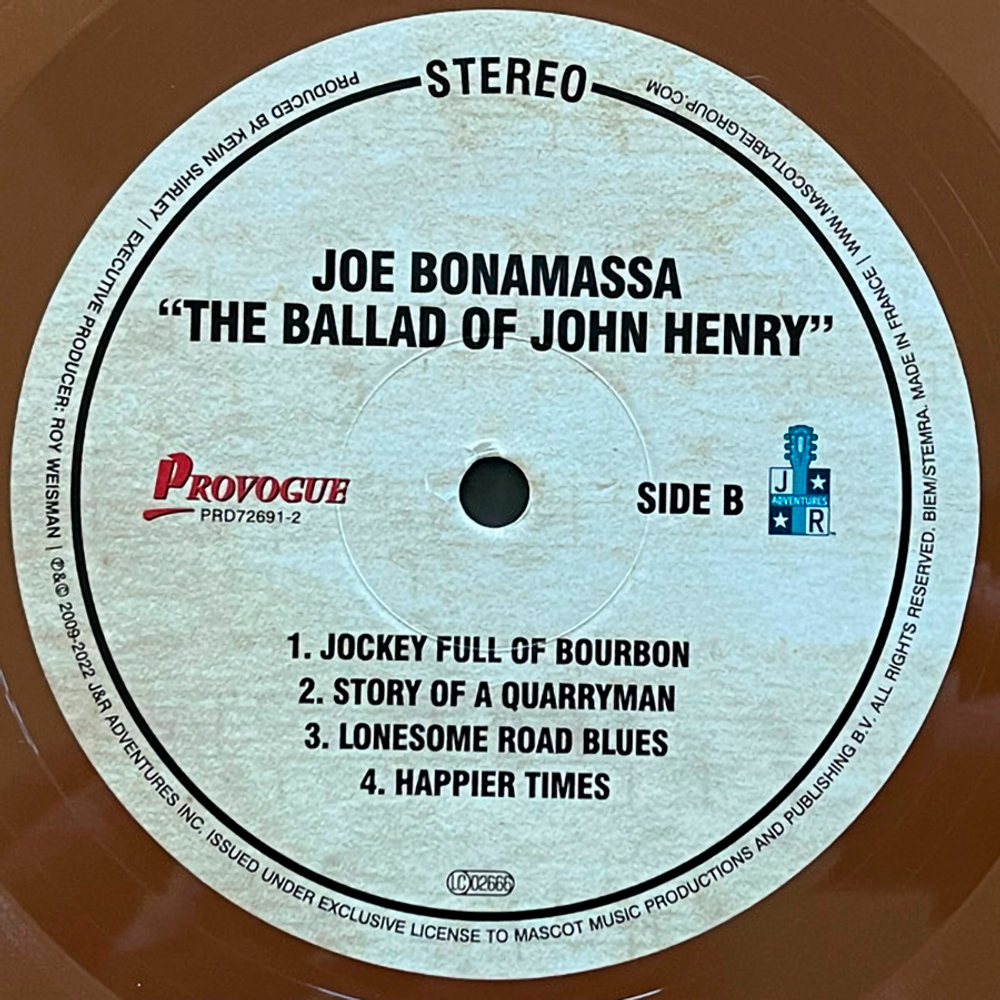 STEREO
JOE BONAMASSA
“THE BALLAD OF JOHN HENRY”
PROVOGUE
PRD72691-2
SIDE B
J
ADVENTURES
R
1. JOCKEY FULL OF BOURBON
2. STORY OF A QUARRYMAN
3. LONESOME ROAD BLUES
4. HAPPIER TIMES
LC 02666
PRODUCED BY KEVIN SHIRLEY | EXECUTIVE PRODUCER: ROY WEISMAN | ℗&© 2009-2022 J&R ADVENTURES INC. ISSUED UNDER EXCLUSIVE LICENSE TO MASCOT MUSIC PRODUCTIONS AND PUBLISHING B.V. ALL RIGHTS RESERVED. BIEM/STEMRA. MADE IN FRANCE | WWW.MASCOTLABELGROUP.COM